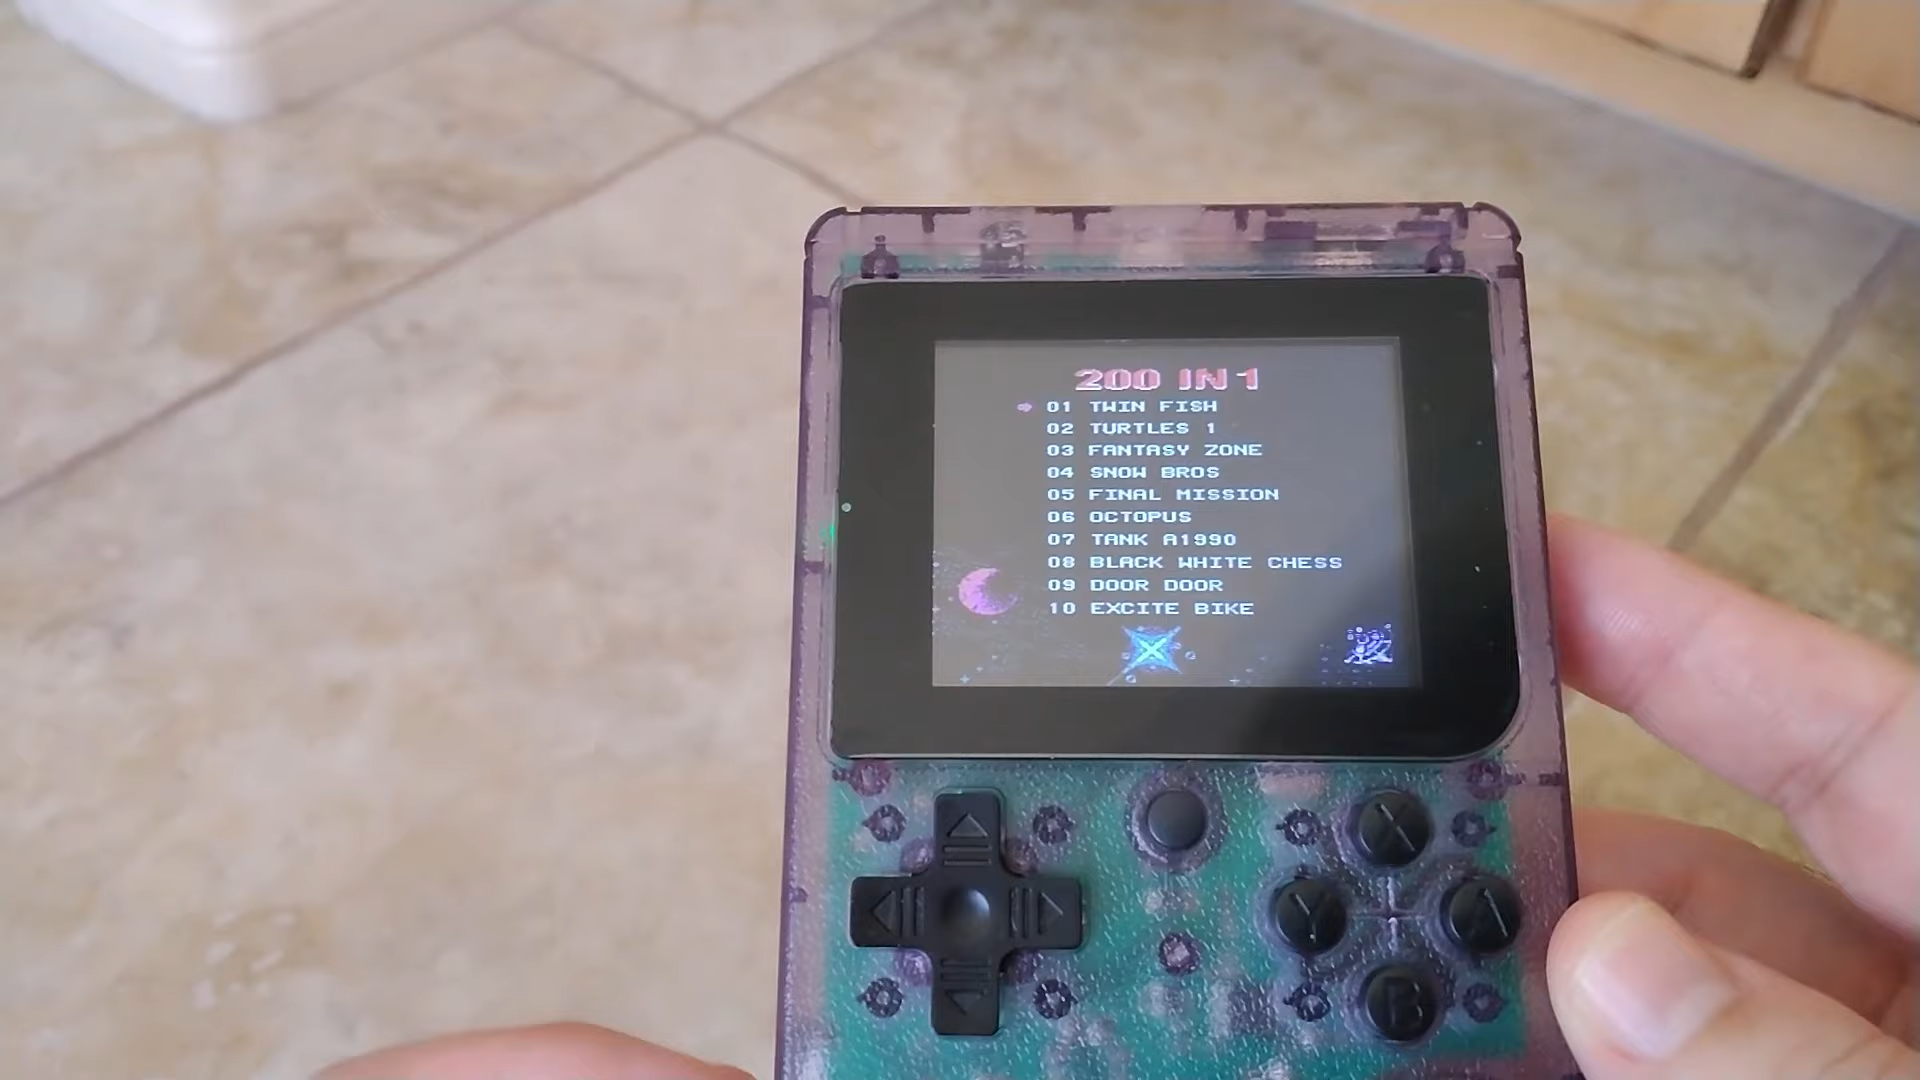 200 IN 1
01 TWIN FISH
02 TURTLES 1
03 FANTASY ZONE
04 SNOW BROS
05 FINAL MISSION
06 OCTOPUS
07 TANK A1990
08 BLACK WHITE CHESS
09 DOOR DOOR
10 EXCITE BIKE
X
Y
A
B